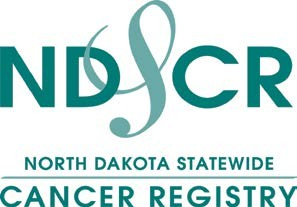 NDSCR
NORTH DAKOTA STATEWIDE
CANCER REGISTRY